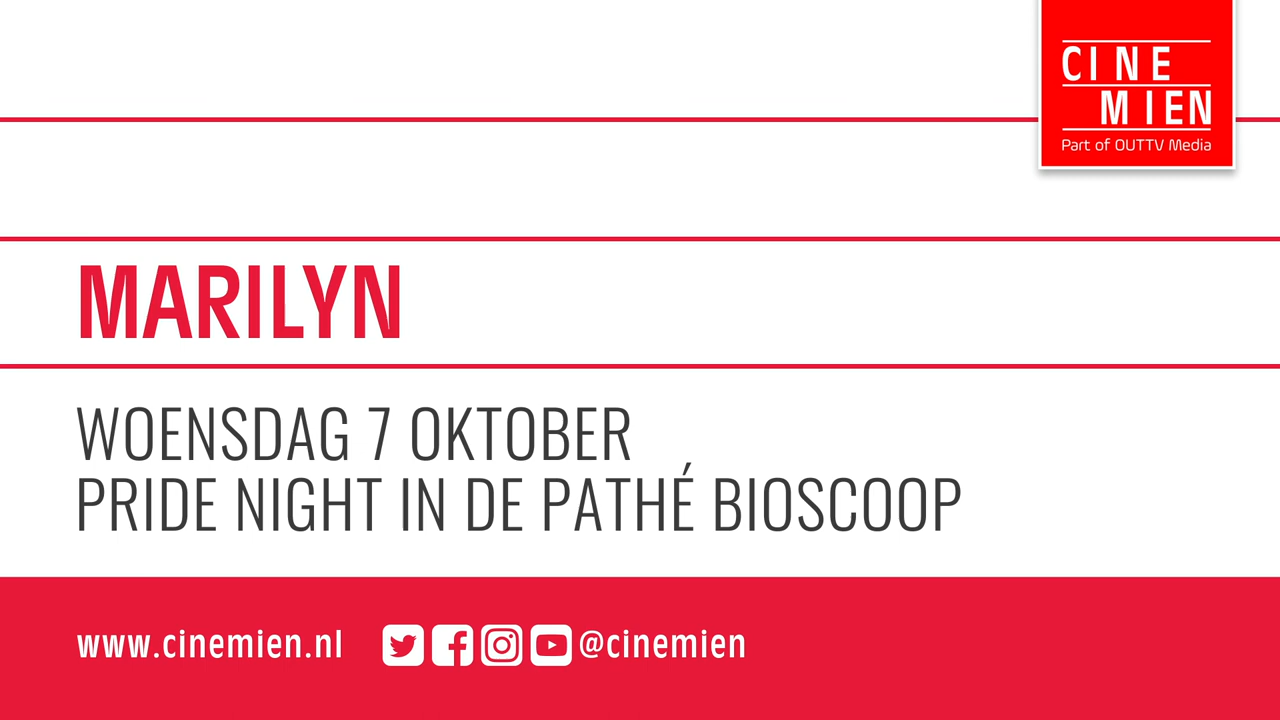 CINE
MIEN
Part of OUTTV Media
MARILYN
WOENSDAG 7 OKTOBER
PRIDE NIGHT IN DE PATHÉ BIOSCOOP
www.cinemien.nl @cinemien